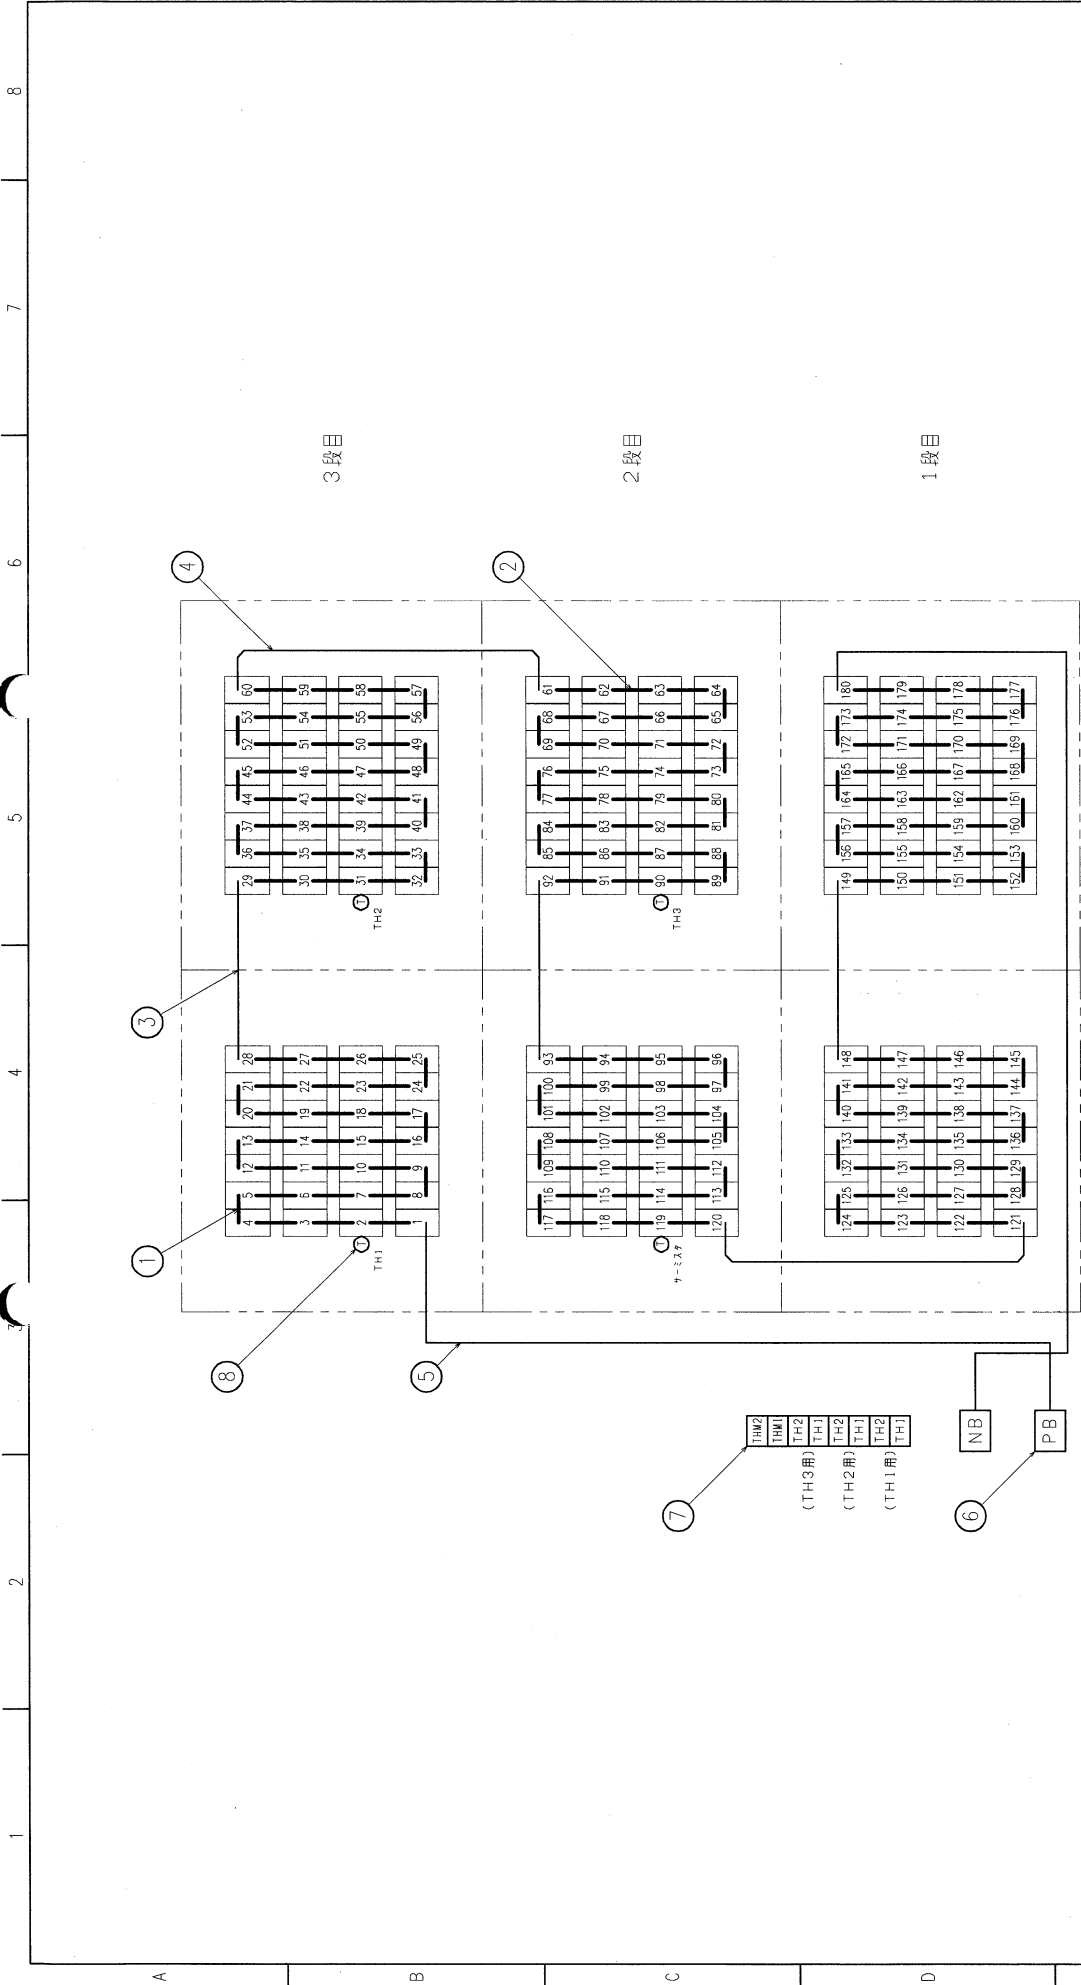 1 2 3 4 5 6 7 8
A
1 3
4
8
4 5 12 13 20 21 28 29 36 37 44 45 52 53 60
3 6 11 14 19 22 27 30 35 38 43 46 51 54 59
3段目
2 7 10 15 18 23 26 31 34 39 42 47 50 55 58
T T
TH1 TH2
B
1 8 9 16 17 24 25 32 33 40 41 48 49 56 57
5
2
117 116 109 108 101 100 93 92 85 84 77 76 69 68 61
118 115 110 107 102 99 94 91 86 83 78 75 70 67 62
2段目
119 114 111 106 103 98 95 90 87 82 79 74 71 66 63
T T
サーミスタ TH3
C
120 113 112 105 104 97 96 89 88 81 80 73 72 65 64
7
THM2
THM1
TH2
(TH3用)
TH1
TH2
(TH2用)
TH1
TH2
(TH1用)
TH1
124 125 132 133 140 141 148 149 156 157 164 165 172 173 180
123 126 131 134 139 142 147 150 155 158 163 166 171 174 179
1段目
D
122 127 130 135 138 143 146 151 154 159 162 167 170 175 178
121 128 129 136 137 144 145 152 153 160 161 168 169 176 177
6
NB
PB